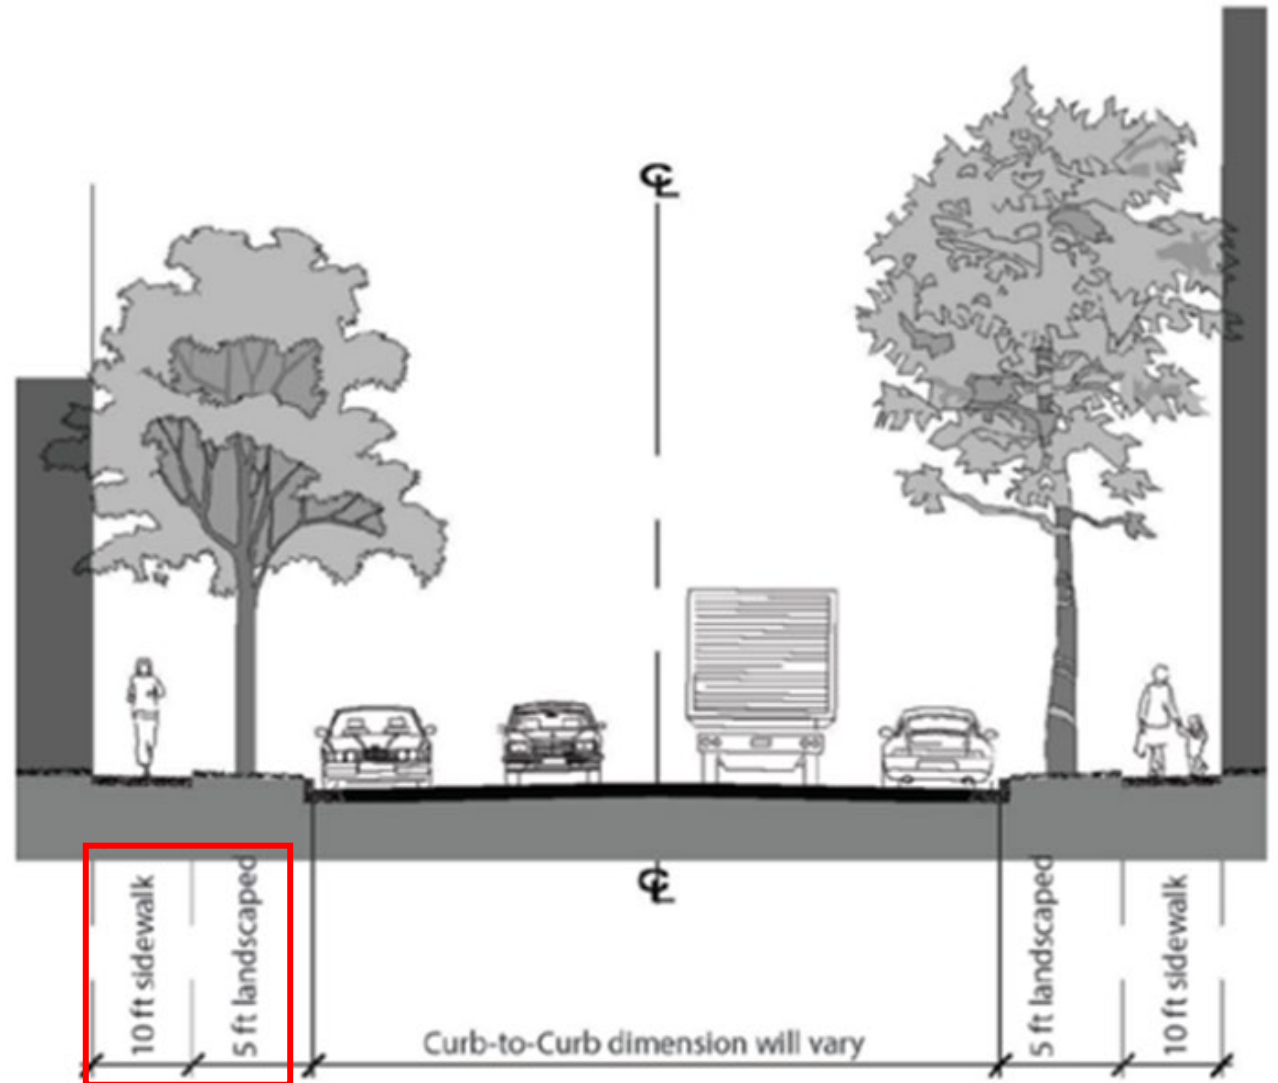 ℄
℄
10 ft sidewalk
5 ft landscaped
Curb-to-Curb dimension will vary
5 ft landscaped
10 ft sidewalk